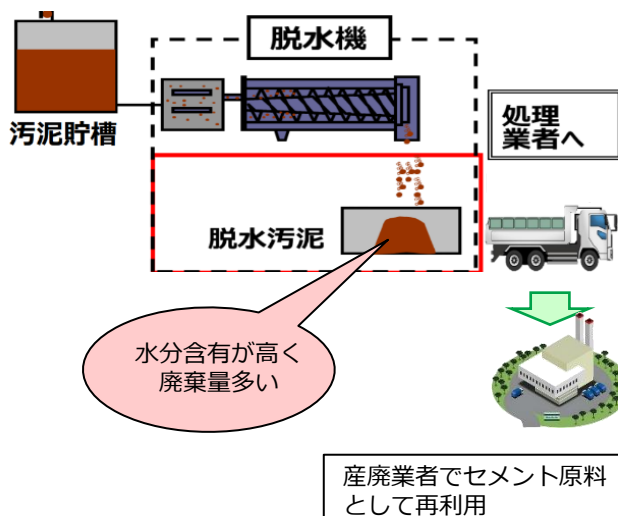 脱水機
汚泥貯槽
処理
業者へ
脱水汚泥
水分含有が高く
廃棄量多い
産廃業者でセメント原料
として再利用